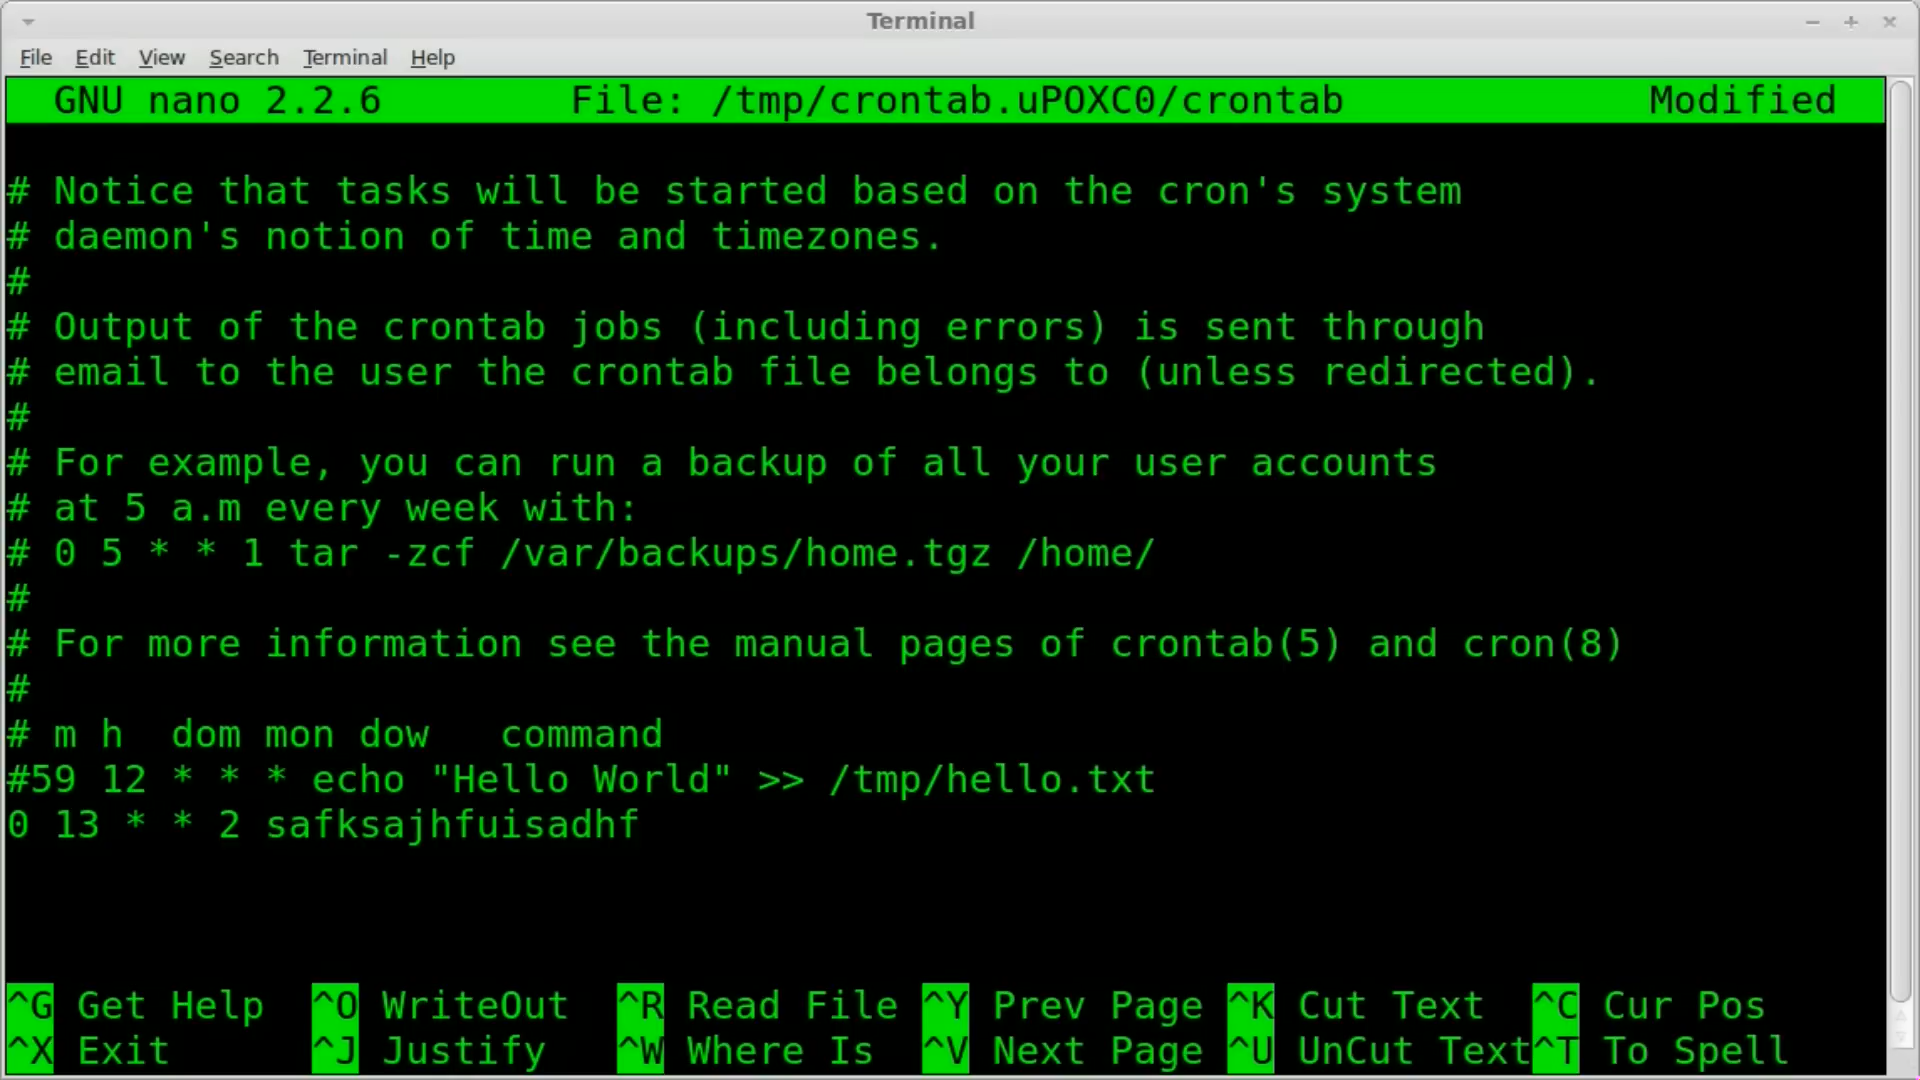 Terminal
File Edit View Search Terminal Help
GNU nano 2.2.6 File: /tmp/crontab.uPOXC0/crontab Modified
# Notice that tasks will be started based on the cron's system
# daemon's notion of time and timezones.
#
# Output of the crontab jobs (including errors) is sent through
# email to the user the crontab file belongs to (unless redirected).
#
# For example, you can run a backup of all your user accounts
# at 5 a.m every week with:
# 0 5 * * 1 tar -zcf /var/backups/home.tgz /home/
#
# For more information see the manual pages of crontab(5) and cron(8)
#
# m h  dom mon dow   command
#59 12 * * * echo "Hello World" >> /tmp/hello.txt
0 13 * * 2 safksajhfuisadhf
^G Get Help ^O WriteOut ^R Read File ^Y Prev Page ^K Cut Text ^C Cur Pos
^X Exit ^J Justify ^W Where Is ^V Next Page ^U UnCut Text ^T To Spell